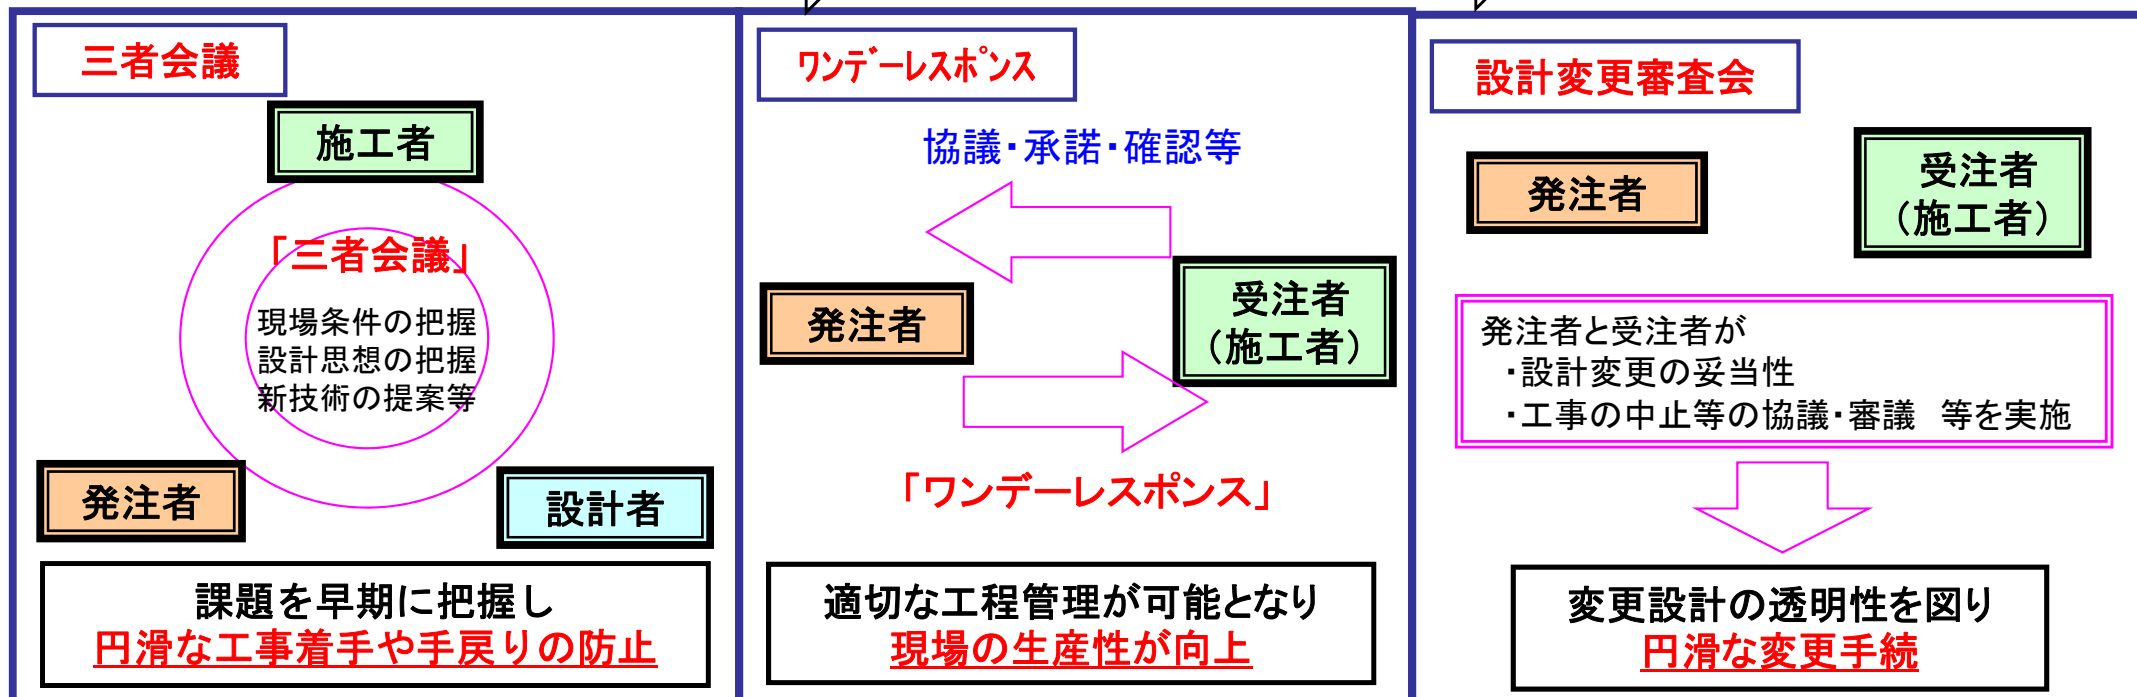 三者会議
施工者
「三者会議」
現場条件の把握
設計思想の把握
新技術の提案等
発注者
設計者
課題を早期に把握し
円滑な工事着手や手戻りの防止
ﾜﾝﾃﾞｰﾚｽﾎﾟﾝｽ
協議・承諾・確認等
発注者
受注者
（施工者）
「ワンデーレスポンス」
適切な工程管理が可能となり
現場の生産性が向上
設計変更審査会
発注者
受注者
（施工者）
発注者と受注者が
・設計変更の妥当性
・工事の中止等の協議・審議　等を実施
変更設計の透明性を図り
円滑な変更手続